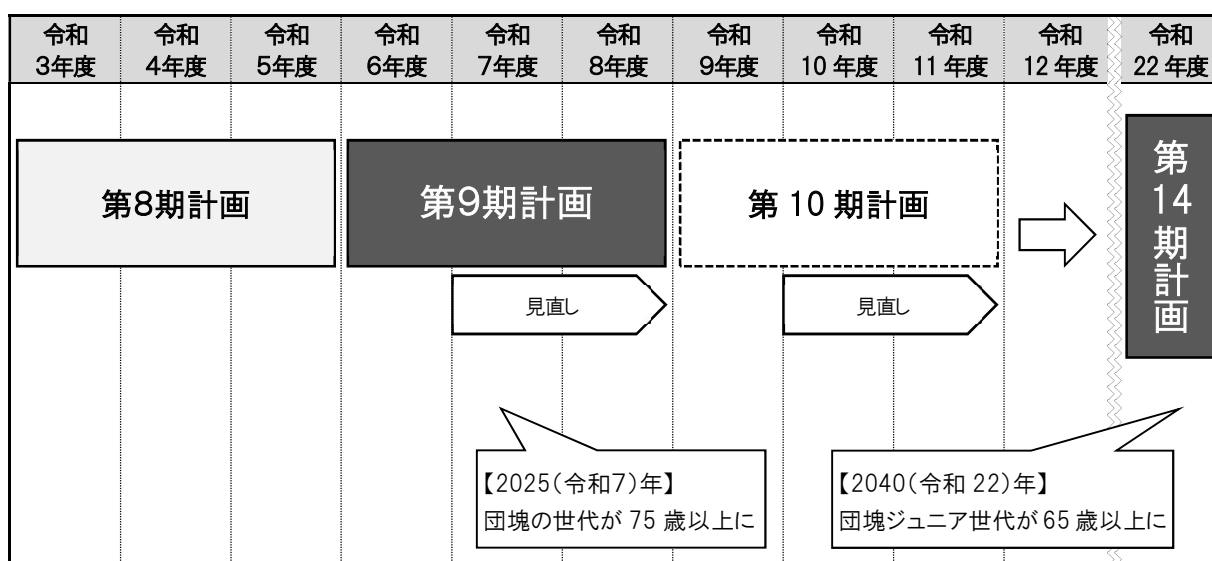 令和
3年度
令和
4年度
令和
5年度
令和
6年度
令和
7年度
令和
8年度
令和
9年度
令和
10 年度
令和
11 年度
令和
12 年度
令和
22 年度
第8期計画
第9期計画
第 10 期計画
第14期計画
見直し
見直し
【2025(令和7)年】
団塊の世代が 75 歳以上に
【2040(令和 22)年】
団塊ジュニア世代が 65 歳以上に